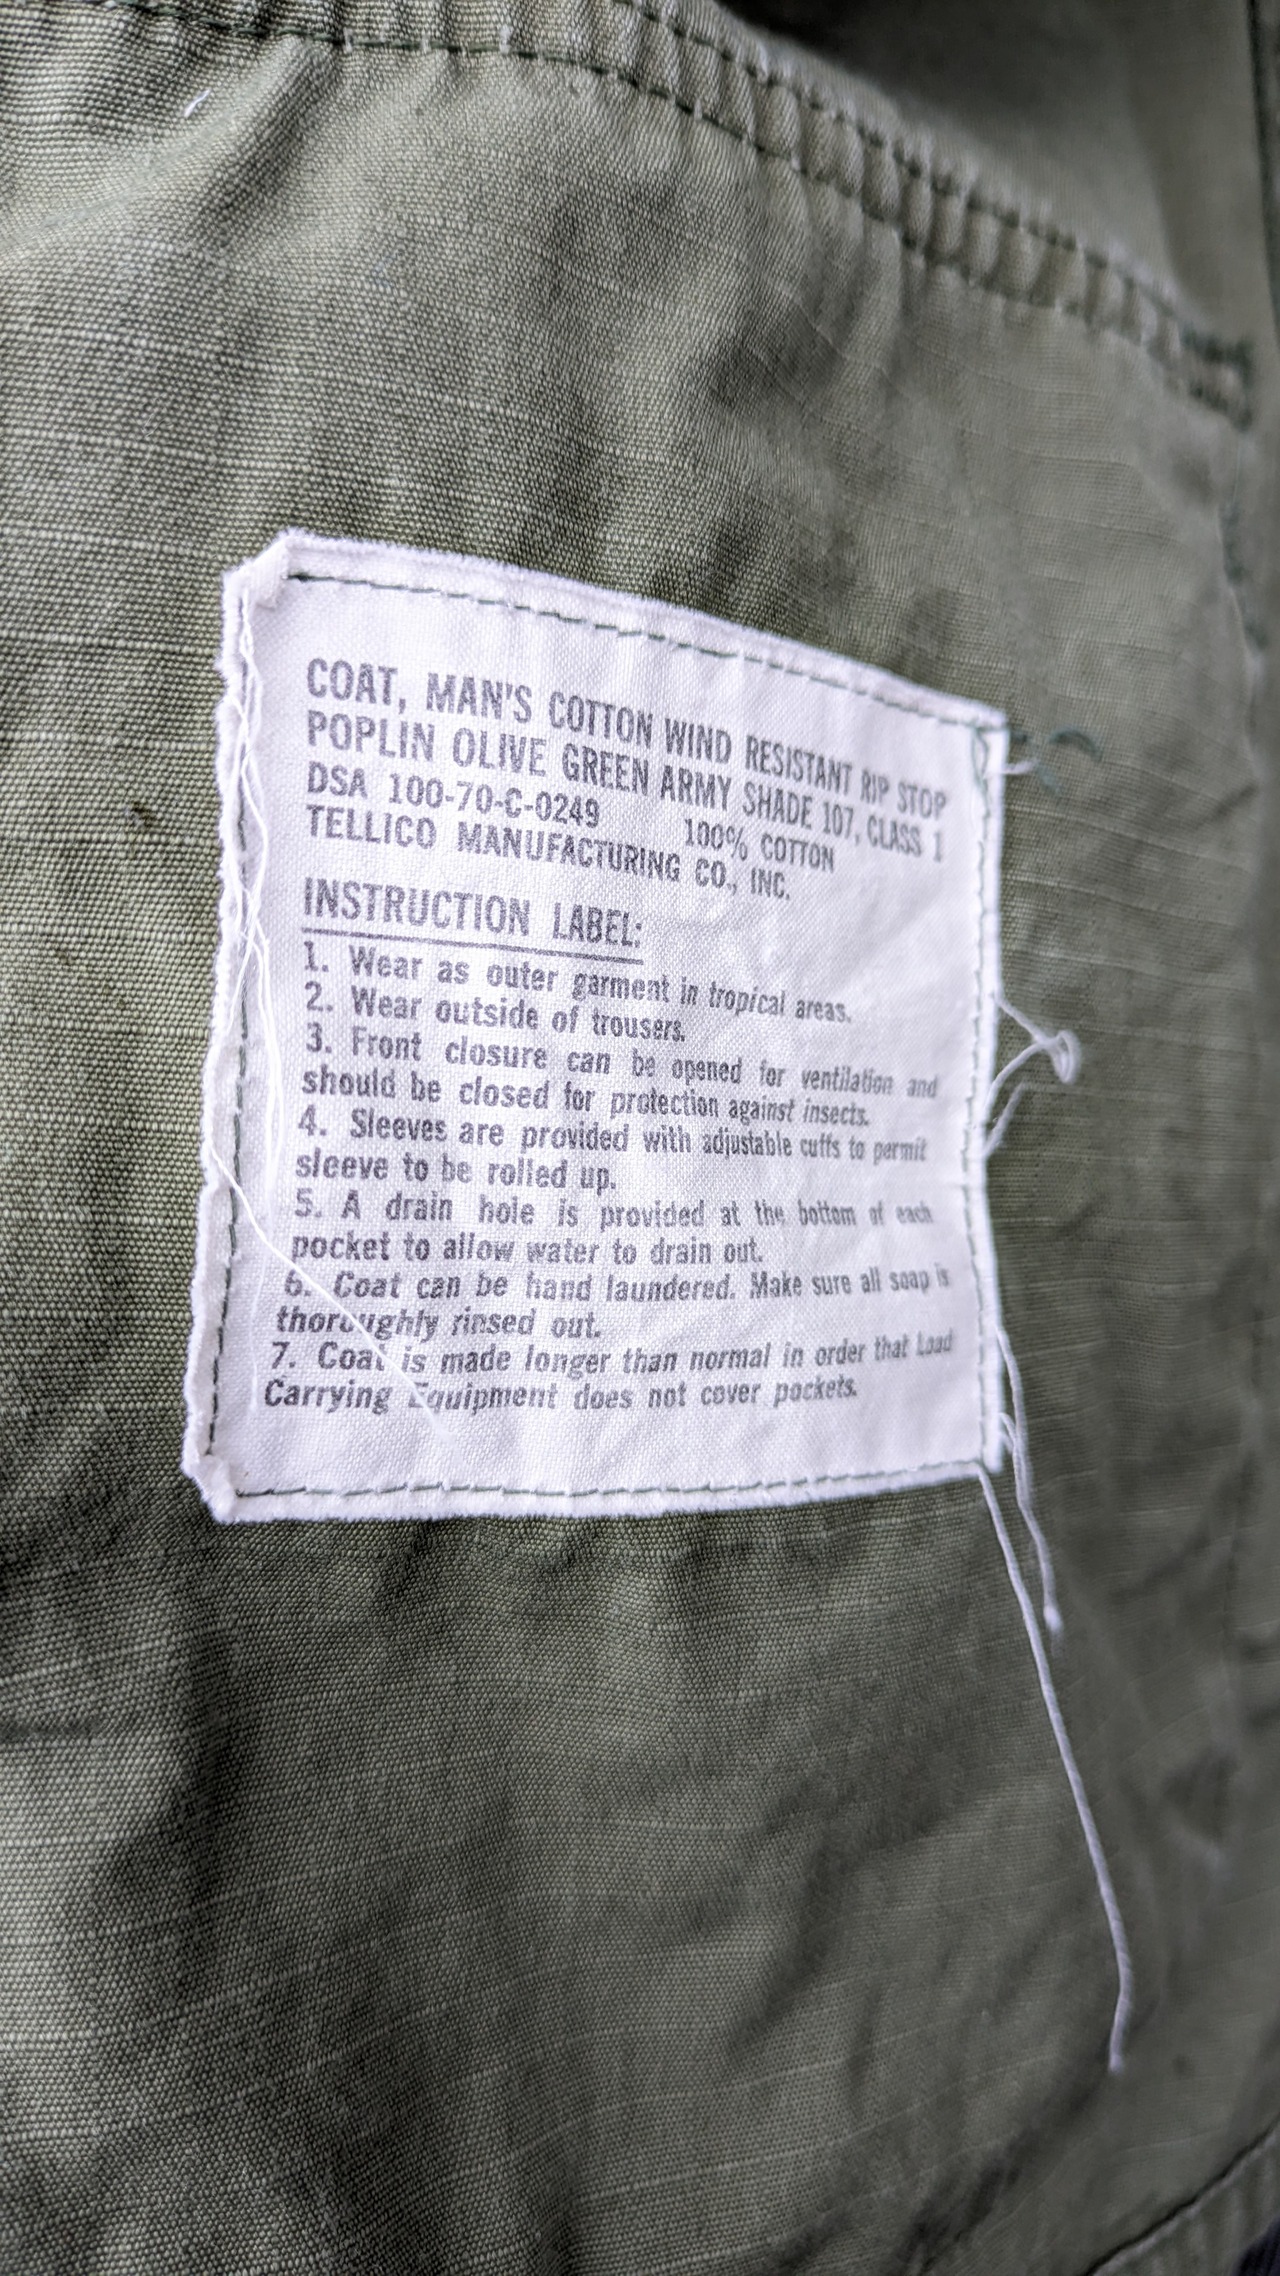 COAT, MAN'S COTTON WIND RESISTANT RIP STOP
POPLIN OLIVE GREEN ARMY SHADE 107, CLASS 1
DSA 100-70-C-0249 100% COTTON
TELLICO MANUFACTURING CO., INC.
INSTRUCTION LABEL:
1. Wear as outer garment in tropical areas.
2. Wear outside of trousers.
3. Front closure can be opened for ventilation and
should be closed for protection against insects.
4. Sleeves are provided with adjustable cuffs to permit
sleeve to be rolled up.
5. A drain hole is provided at the bottom of each
pocket to allow water to drain out.
6. Coat can be hand laundered. Make sure all soap is
thoroughly rinsed out.
7. Coat is made longer than normal in order that Load
Carrying Equipment does not cover pockets.